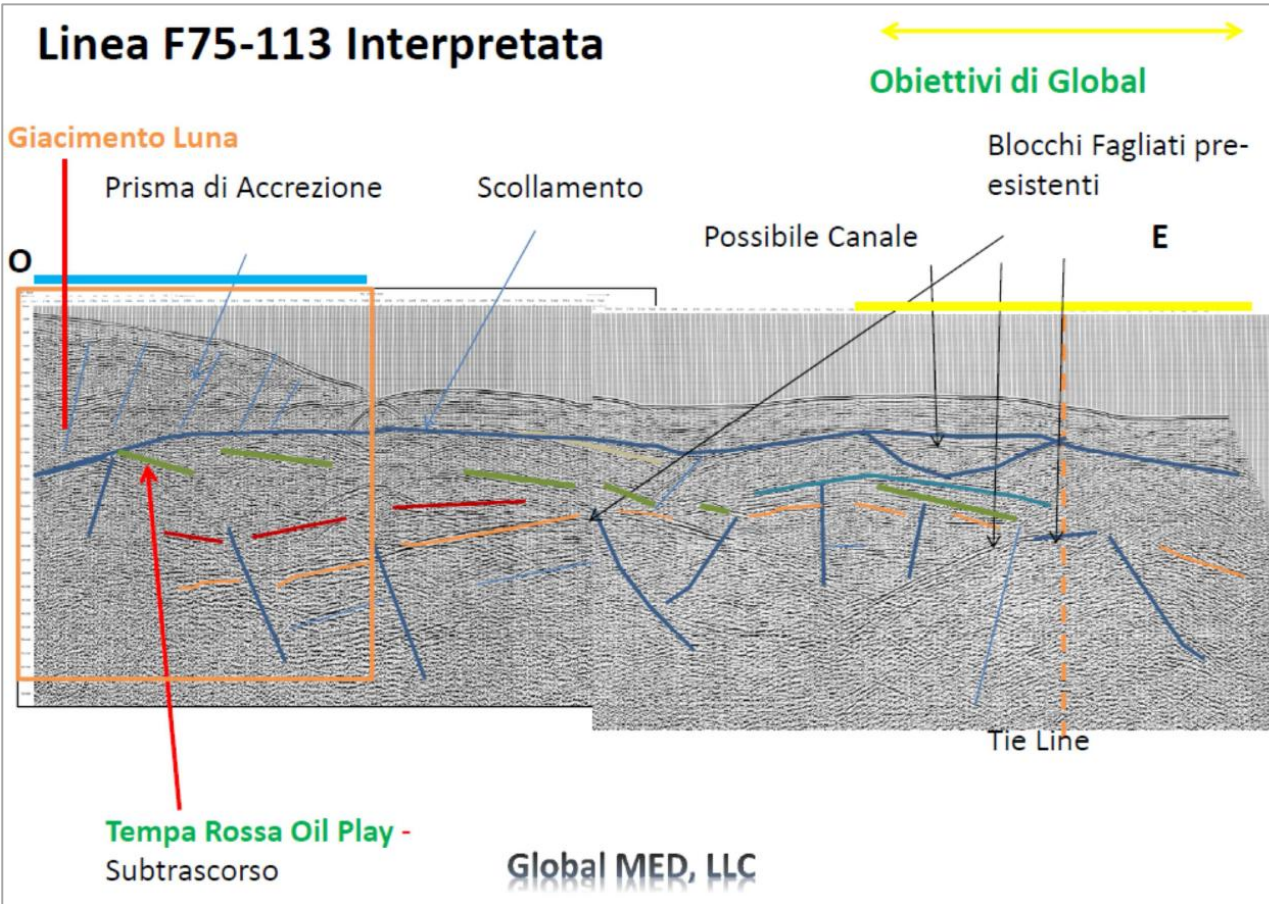 Linea F75-113 Interpretata
Obiettivi di Global
Giacimento Luna
Prisma di Accrezione
Scollamento
Blocchi Fagliati pre-
esistenti
Possibile Canale
O
E
Tie Line
Tempa Rossa Oil Play -
Subtrascorso
Global MED, LLC